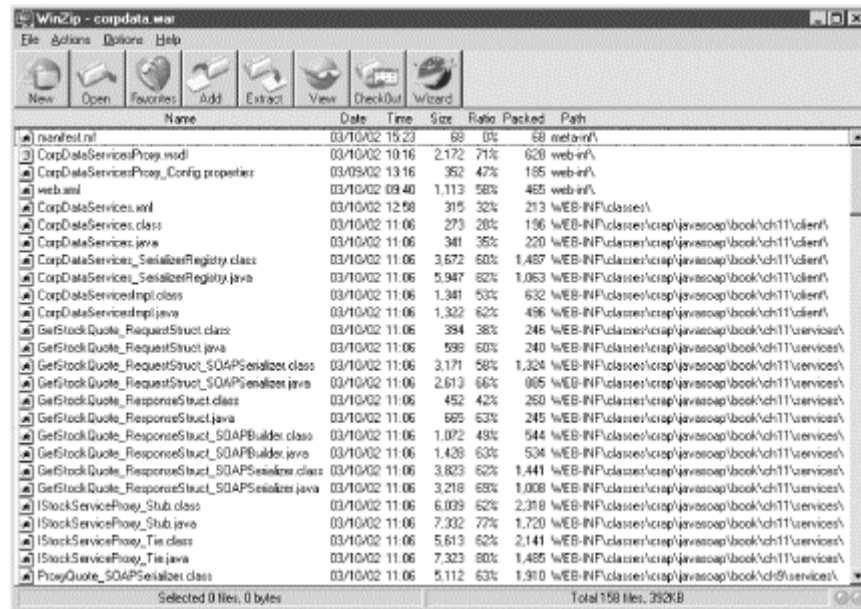 WinZip - corpdata.war
File Actions Options Help
New Open Favorites Add Extract View CheckOut Wizard
Name Date Time Size Ratio Packed Path
manifest.mf 03/10/02 15:23 68 0% 68 meta-inf\
CorpDataServicesProxy.wsdl 03/10/02 10:16 2,172 71% 628 web-inf\
CorpDataServicesProxy_Config.properties 03/09/02 13:16 352 47% 185 web-inf\
web.xml 03/10/02 09:40 1,113 58% 465 web-inf\
CorpDataServices.xml 03/10/02 12:58 315 32% 213 WEB-INF\classes\
CorpDataServices.class 03/10/02 11:06 273 28% 196 WEB-INF\classes\crap\javasoap\book\ch11\client\
CorpDataServices.java 03/10/02 11:06 341 35% 220 WEB-INF\classes\crap\javasoap\book\ch11\client\
CorpDataServices_SerializerRegistry.class 03/10/02 11:06 3,672 60% 1,487 WEB-INF\classes\crap\javasoap\book\ch11\client\
CorpDataServices_SerializerRegistry.java 03/10/02 11:06 5,947 82% 1,063 WEB-INF\classes\crap\javasoap\book\ch11\client\
CorpDataServicesImpl.class 03/10/02 11:06 1,341 53% 632 WEB-INF\classes\crap\javasoap\book\ch11\client\
CorpDataServicesImpl.java 03/10/02 11:06 1,322 62% 496 WEB-INF\classes\crap\javasoap\book\ch11\client\
GetStockQuote_RequestStruct.class 03/10/02 11:06 394 38% 246 WEB-INF\classes\crap\javasoap\book\ch11\services\
GetStockQuote_RequestStruct.java 03/10/02 11:06 598 60% 240 WEB-INF\classes\crap\javasoap\book\ch11\services\
GetStockQuote_RequestStruct_SOAPSerializer.class 03/10/02 11:06 3,171 58% 1,324 WEB-INF\classes\crap\javasoap\book\ch11\services\
GetStockQuote_RequestStruct_SOAPSerializer.java 03/10/02 11:06 2,613 66% 885 WEB-INF\classes\crap\javasoap\book\ch11\services\
GetStockQuote_ResponseStruct.class 03/10/02 11:06 452 42% 260 WEB-INF\classes\crap\javasoap\book\ch11\services\
GetStockQuote_ResponseStruct.java 03/10/02 11:06 665 63% 245 WEB-INF\classes\crap\javasoap\book\ch11\services\
GetStockQuote_ResponseStruct_SOAPBuilder.class 03/10/02 11:06 1,072 49% 544 WEB-INF\classes\crap\javasoap\book\ch11\services\
GetStockQuote_ResponseStruct_SOAPBuilder.java 03/10/02 11:06 1,428 63% 534 WEB-INF\classes\crap\javasoap\book\ch11\services\
GetStockQuote_ResponseStruct_SOAPSerializer.class 03/10/02 11:06 3,823 62% 1,441 WEB-INF\classes\crap\javasoap\book\ch11\services\
GetStockQuote_ResponseStruct_SOAPSerializer.java 03/10/02 11:06 3,218 69% 1,008 WEB-INF\classes\crap\javasoap\book\ch11\services\
IStockServiceProxy_Stub.class 03/10/02 11:06 6,039 62% 2,318 WEB-INF\classes\crap\javasoap\book\ch11\services\
IStockServiceProxy_Stub.java 03/10/02 11:06 7,332 77% 1,720 WEB-INF\classes\crap\javasoap\book\ch11\services\
IStockServiceProxy_Tie.class 03/10/02 11:06 5,613 62% 2,141 WEB-INF\classes\crap\javasoap\book\ch11\services\
IStockServiceProxy_Tie.java 03/10/02 11:06 7,323 80% 1,485 WEB-INF\classes\crap\javasoap\book\ch11\services\
ProxyQuote_SOAPSerializer.class 03/10/02 11:06 5,112 63% 1,910 WEB-INF\classes\crap\javasoap\book\ch9\services\
Selected 0 files, 0 bytes Total 158 files, 392KB